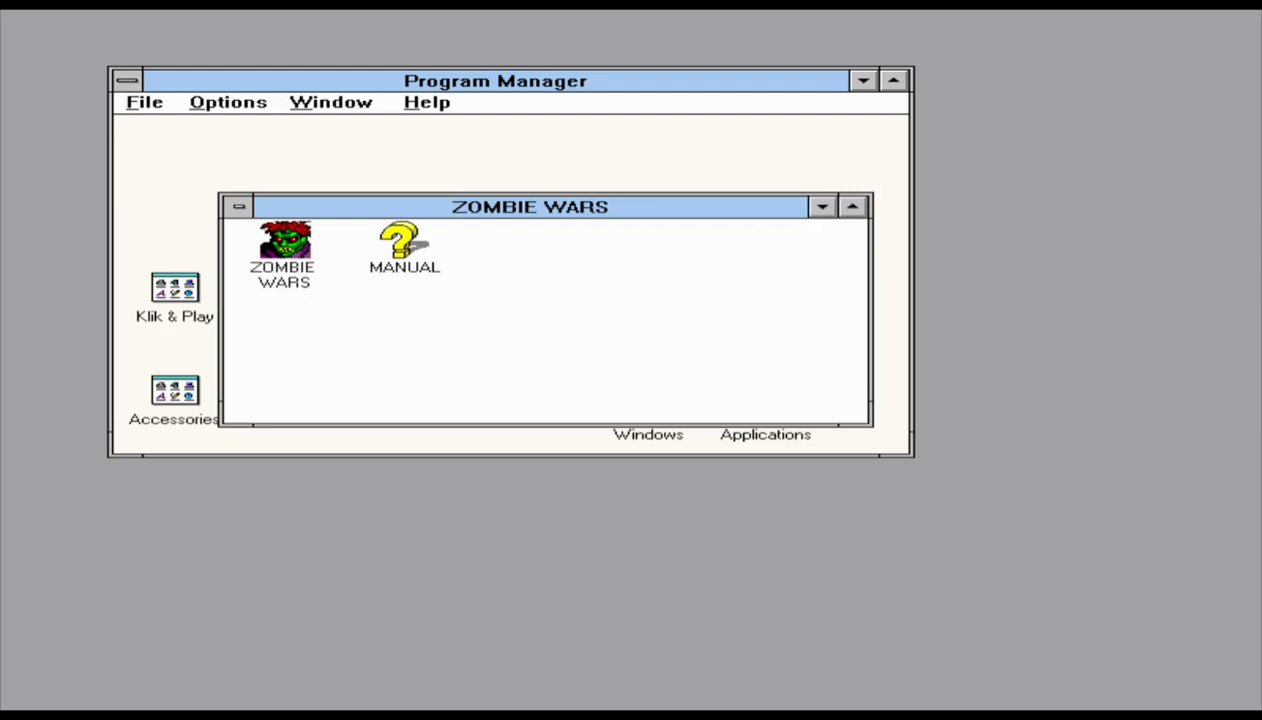 Program Manager
File Options Window Help
ZOMBIE WARS
ZOMBIE
WARS
MANUAL
Klik & Play
Accessories
Windows
Applications